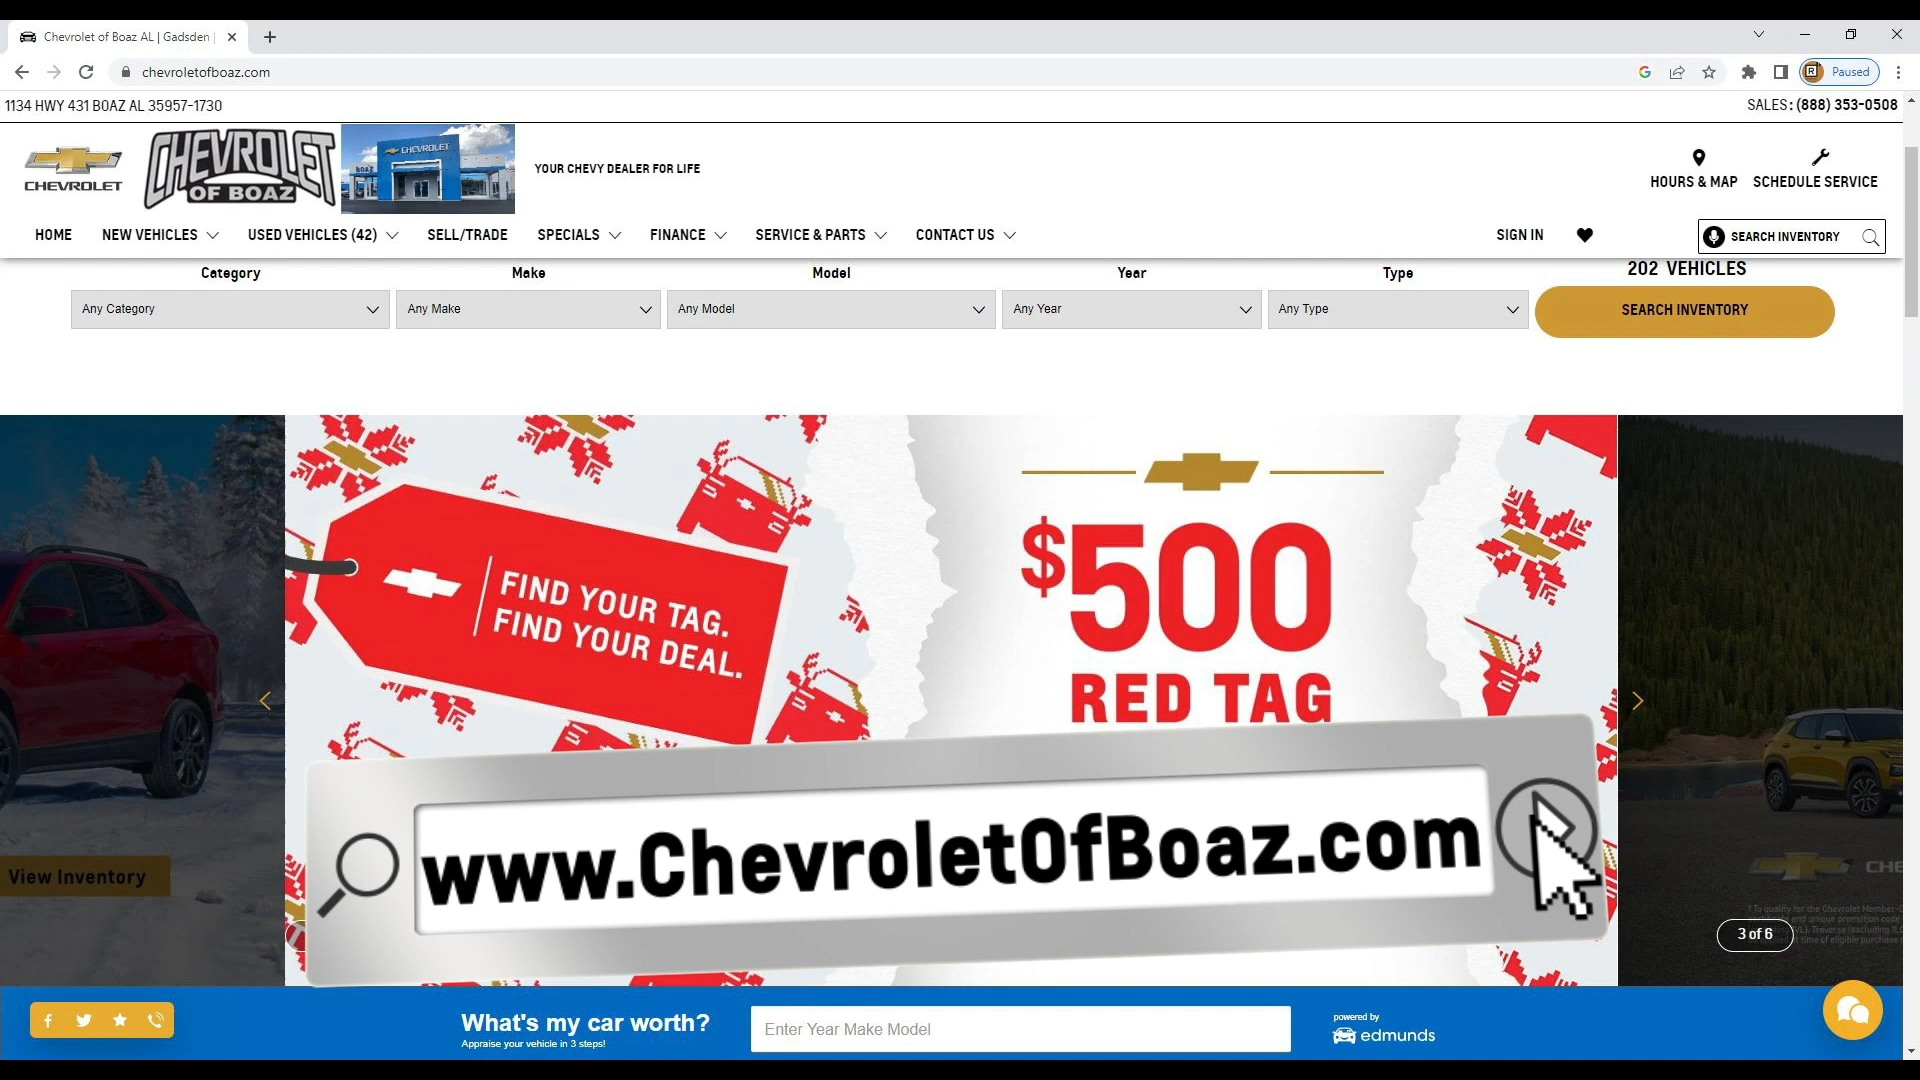 Chevrolet of Boaz AL | Gadsden |
chevroletofboaz.com
Paused
1134 HWY 431 BOAZ AL 35957-1730
SALES: (888) 353-0508
CHEVROLET
CHEVROLET
OF BOAZ
CHEVROLET
BOAZ
YOUR CHEVY DEALER FOR LIFE
HOURS & MAP
SCHEDULE SERVICE
HOME
NEW VEHICLES
USED VEHICLES (42)
SELL/TRADE
SPECIALS
FINANCE
SERVICE & PARTS
CONTACT US
SIGN IN
SEARCH INVENTORY
Category
Make
Model
Year
Type
202 VEHICLES
Any Category
Any Make
Any Model
Any Year
Any Type
SEARCH INVENTORY
FIND YOUR TAG.
FIND YOUR DEAL.
$500
RED TAG
www.ChevroletOfBoaz.com
View Inventory
CHE
3 of 6
What's my car worth?
Appraise your vehicle in 3 steps!
Enter Year Make Model
powered by
edmunds